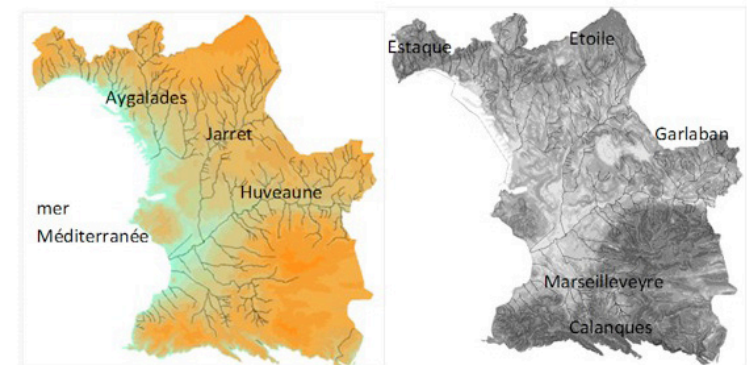 Aygalades
Jarret
Huveaune
mer
Méditerranée
Estaque
Etoile
Garlaban
Marseilleveyre
Calanques